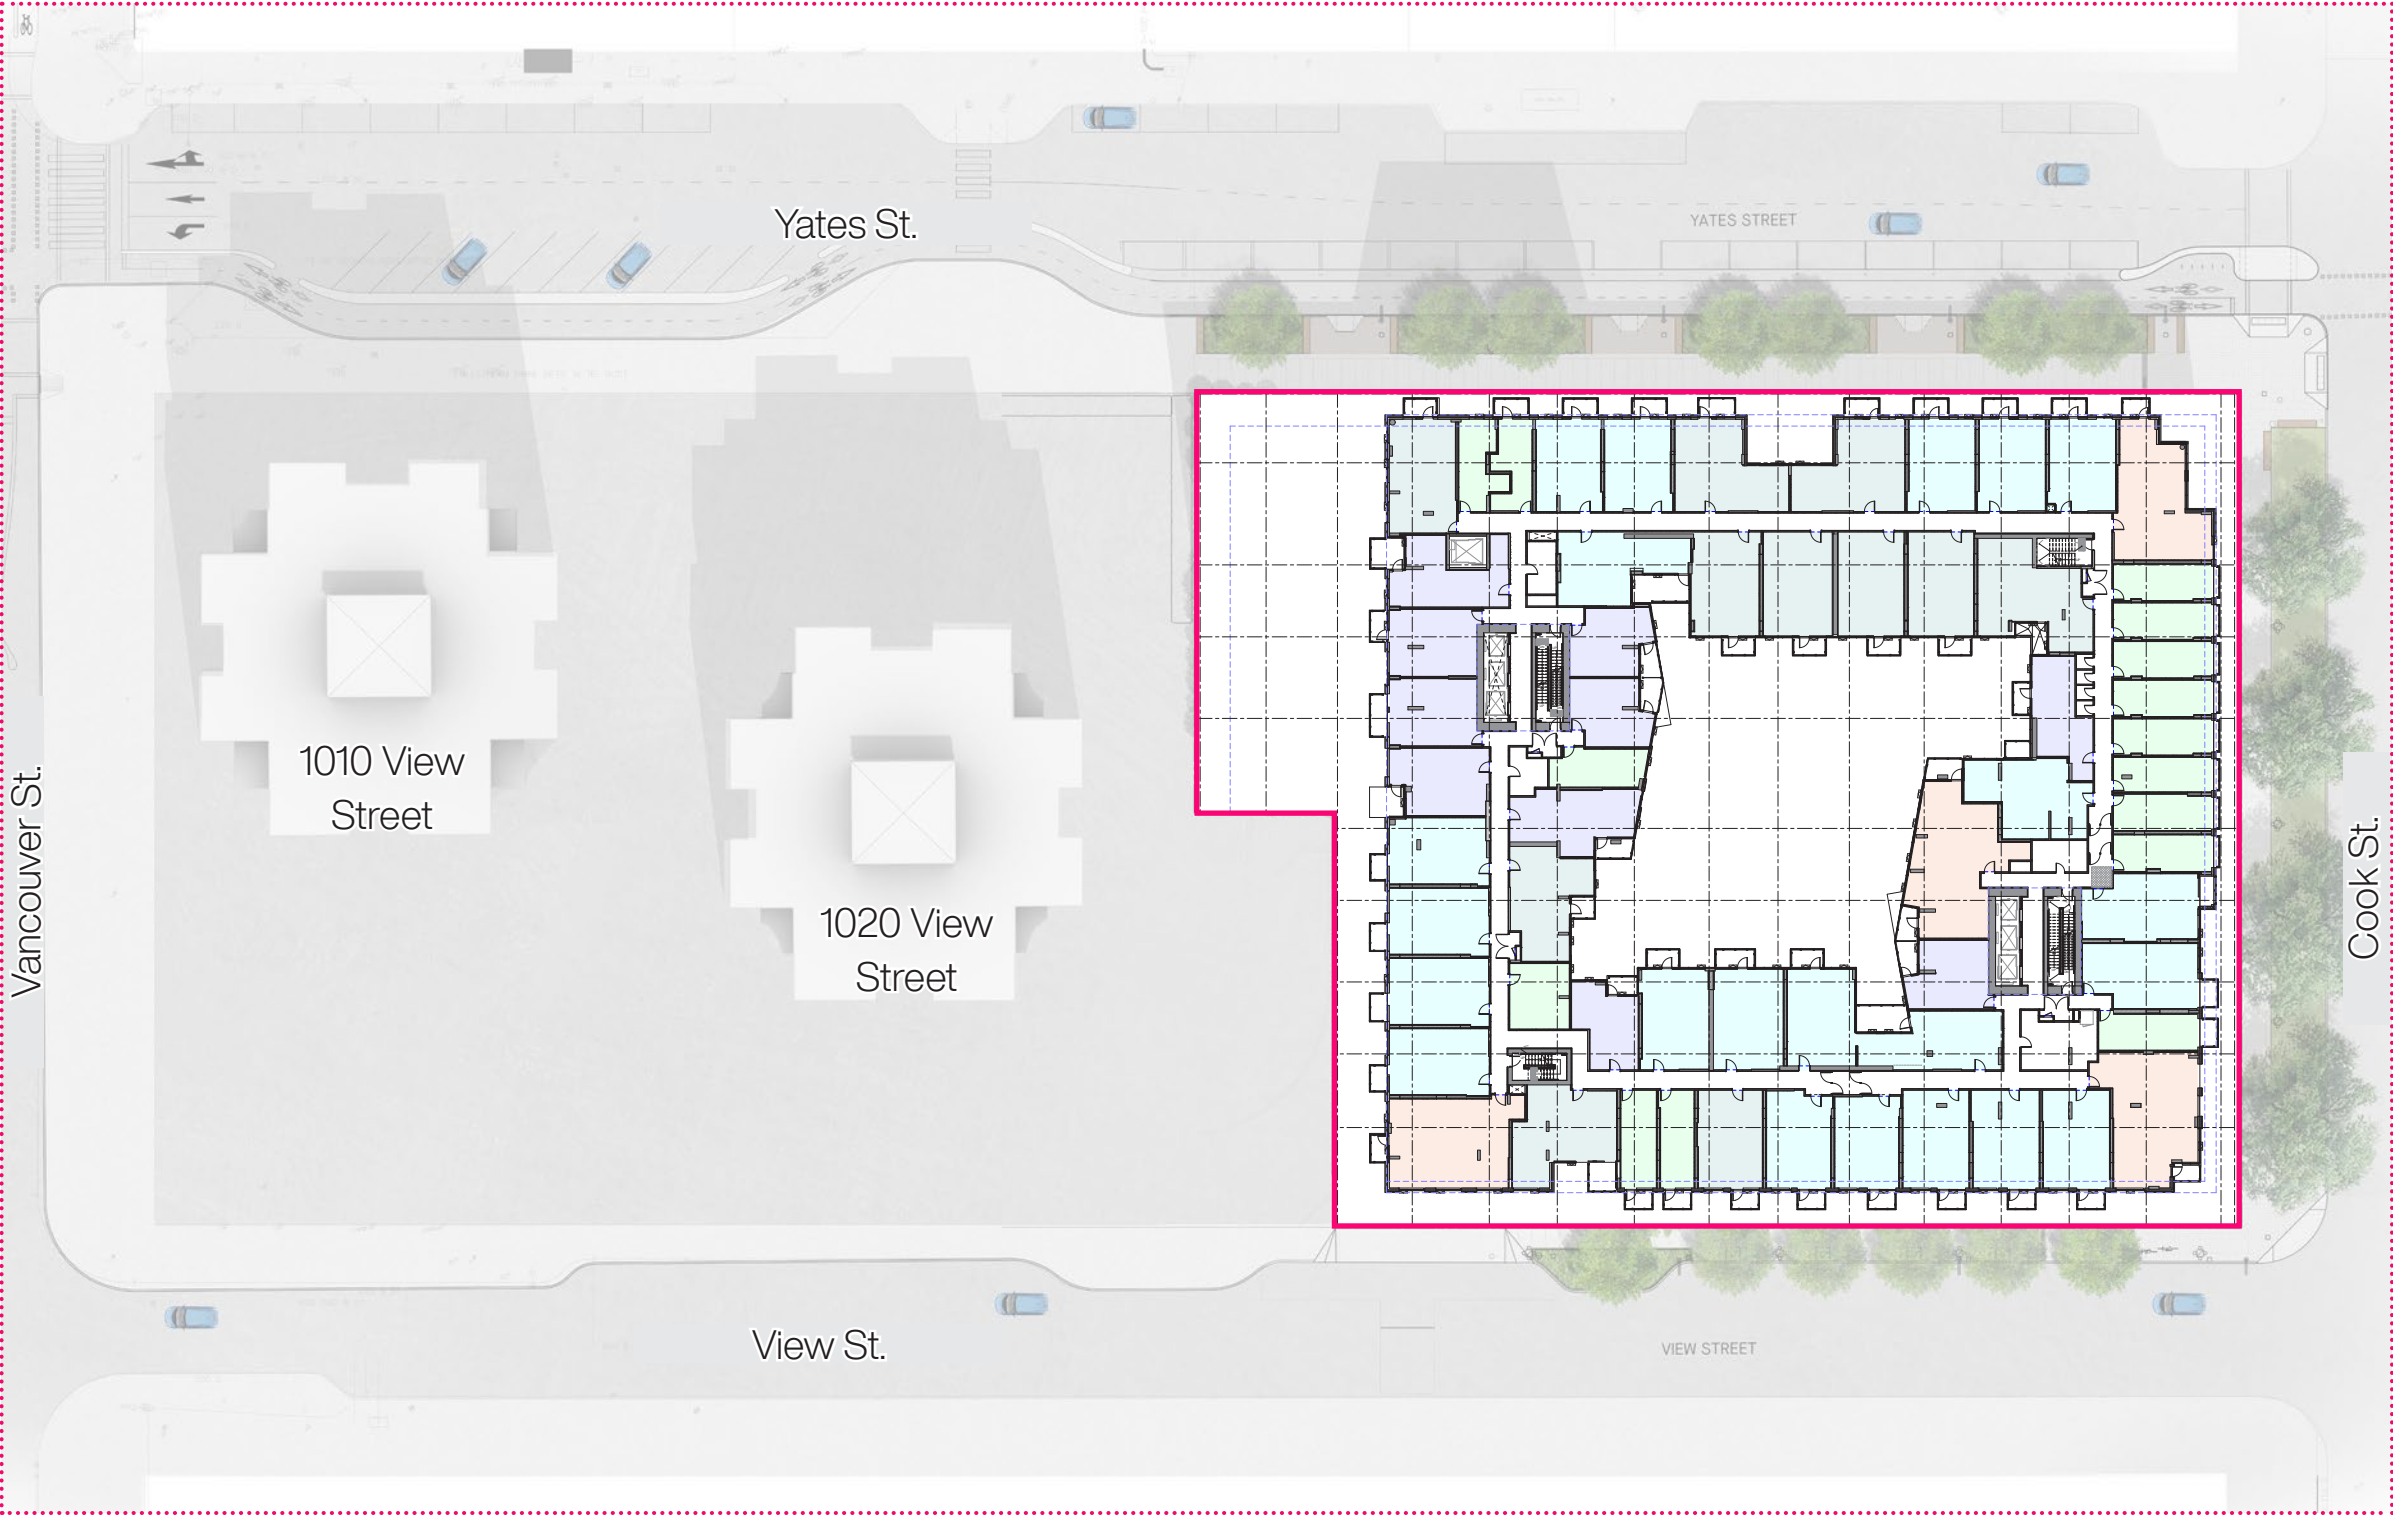 Yates St.
YATES STREET
1010 View
Street
1020 View
Street
Vancouver St.
Cook St.
View St.
VIEW STREET